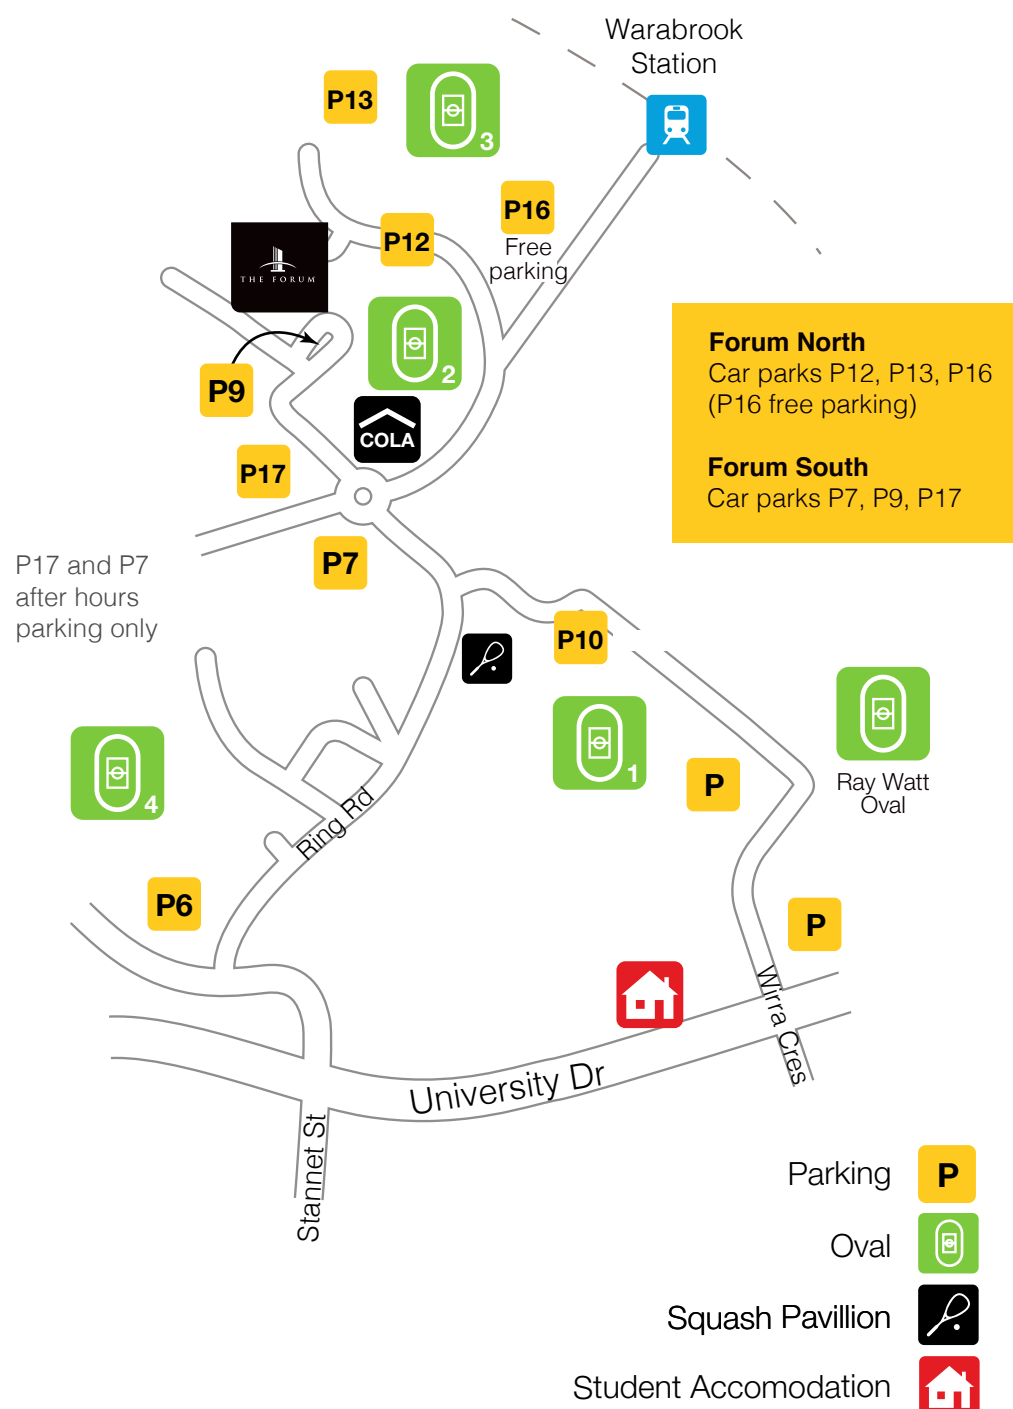 Warabrook
Station
P13
3
P16
Free
parking
P12
THE FORUM
2
P9
COLA
P17
Forum North
Car parks P12, P13, P16
(P16 free parking)
Forum South
Car parks P7, P9, P17
P7
P17 and P7
after hours
parking only
P10
1
P
Ray Watt
Oval
4
Ring Rd
P6
P
Wirra Cres
University Dr
Stannet St
Parking
P
Oval
Squash Pavillion
Student Accomodation